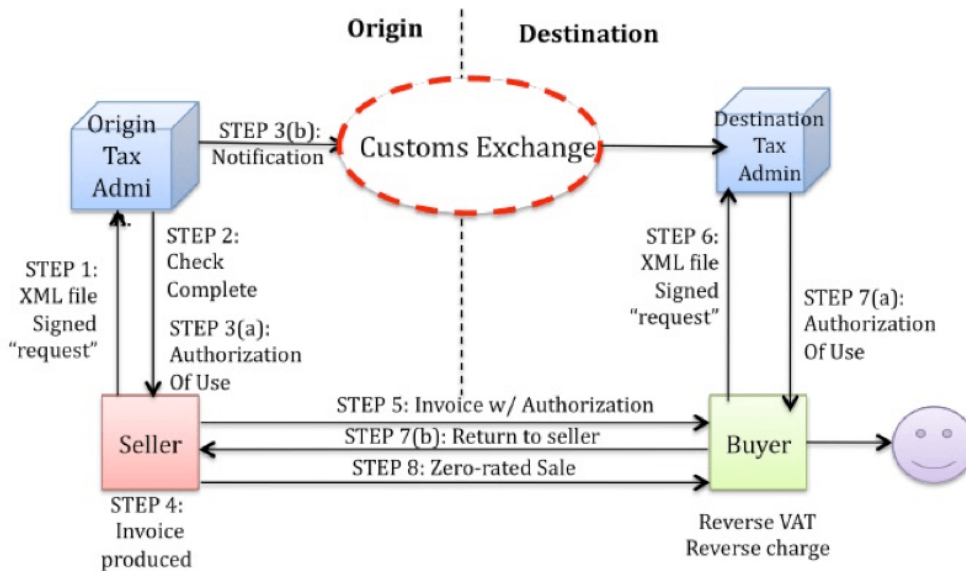 Origin
Destination
Origin
Tax
Admi
.
STEP 3(b):
Notification
Customs Exchange
Destination
Tax
Admin
STEP 1:
XML file
Signed
“request”
STEP 2:
Check
Complete
STEP 3(a):
Authorization
Of Use
STEP 6:
XML file
Signed
“request”
STEP 7(a):
Authorization
Of Use
Seller
STEP 5: Invoice w/ Authorization
STEP 7(b): Return to seller
STEP 8: Zero-rated Sale
Buyer
STEP 4:
Invoice
produced
Reverse VAT
Reverse charge